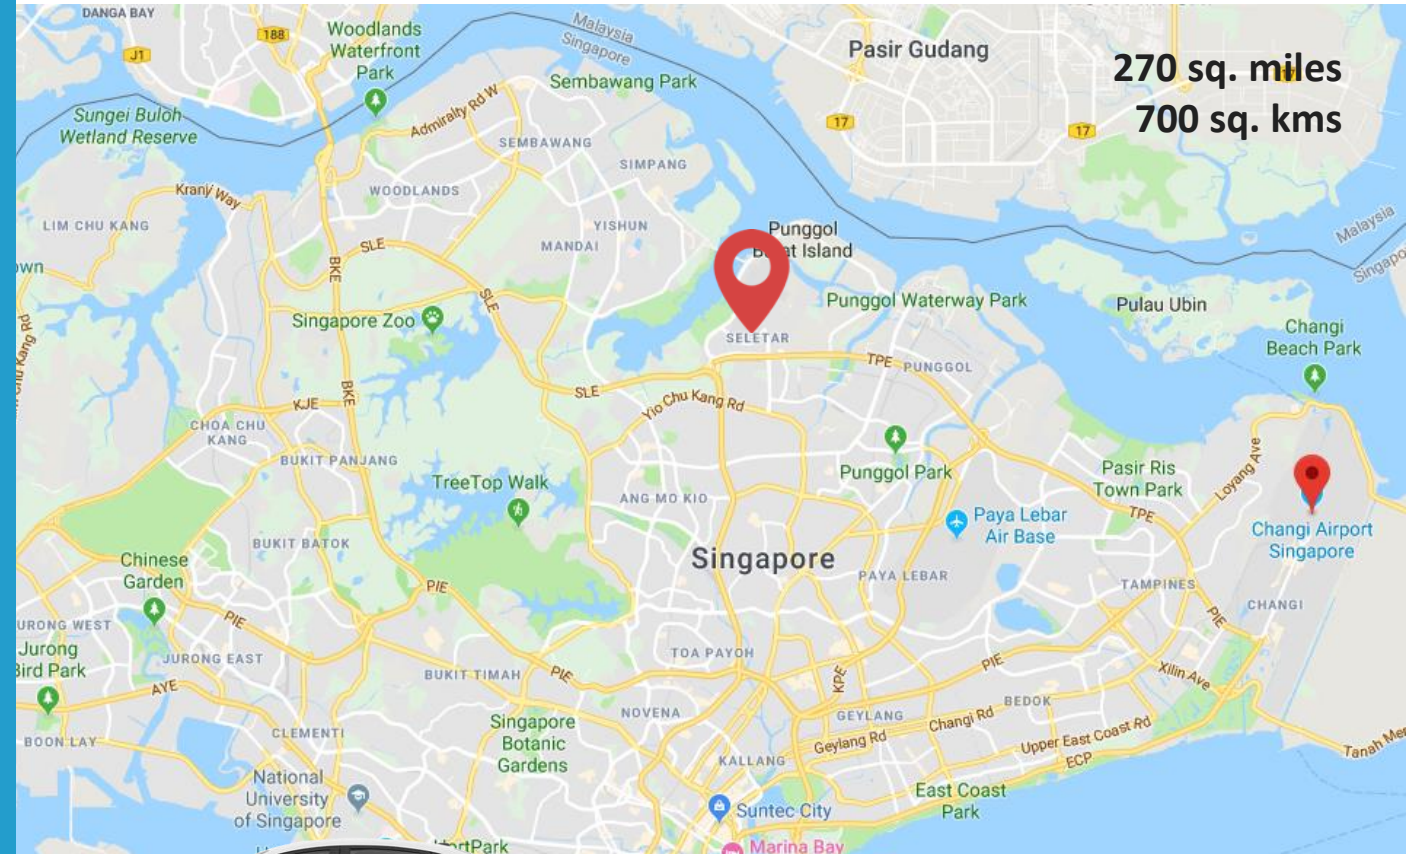 DANGA BAY
188
J1
Woodlands
Waterfront
Park
Malaysia
Singapore
Pasir Gudang
270 sq. miles
700 sq. kms
Sembawang Park
17
17
Sungei Buloh
Wetland Reserve
Admiralty Rd W
SEMBAWANG
SIMPANG
Kranji Way
WOODLANDS
LIM CHU KANG
YISHUN
MANDAI
SLE
BKE
Punggol
Island
Malaysia
Punggol Waterway Park
Pulau Ubin
Changi
Beach Park
SLE
Singapore Zoo
SELETAR
TPE
PUNGGOL
SLE
Yio Chu Kang Rd
BKE
KJE
CHOA CHU
KANG
BUKIT PANJANG
TreeTop Walk
ANG MO KIO
Punggol Park
Pasir Ris
Town Park
Loyang Ave
TPE
Paya Lebar
Air Base
Changi Airport
Singapore
BUKIT BATOK
Chinese
Garden
Singapore
PAYA LEBAR
TAMPINES
CHANGI
PIE
PIE
PIE
JURONG EAST
TOA PAYOH
BUKIT TIMAH
PIE
PIE
KPE
Xilin Ave
AYE
BEDOK
NOVENA
GEYLANG
Changi Rd
Singapore
Botanic
Gardens
CLEMENTI
Geylang Rd
Upper East Coast Rd
ECP
BOON LAY
KALLANG
National
University
of Singapore
East Coast
Park
Suntec City
Marina Bay